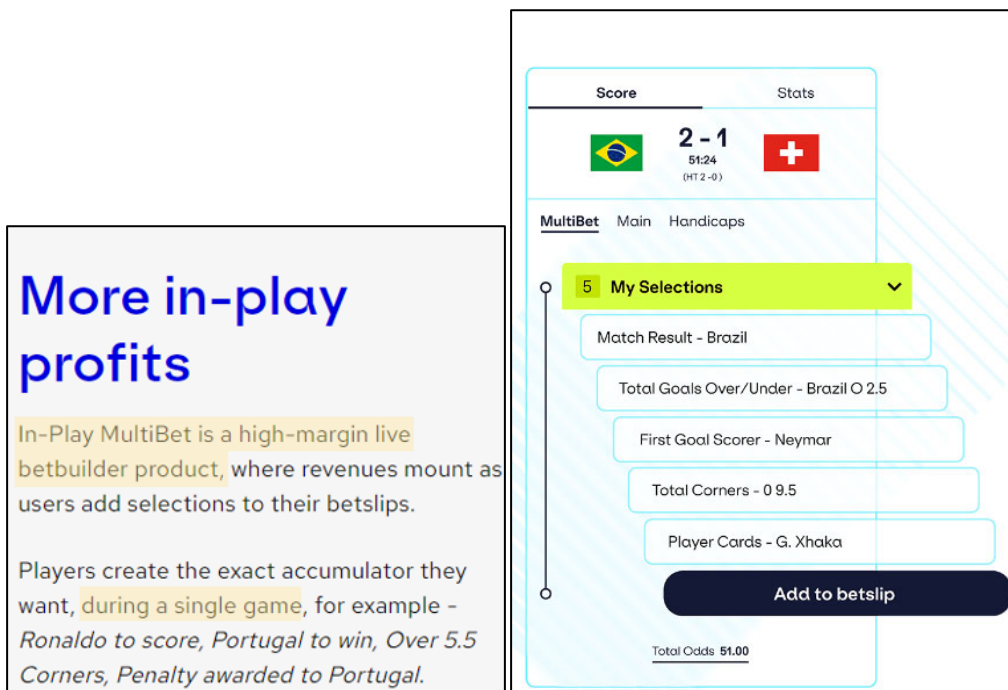 More in-play
profits
In-Play MultiBet is a high-margin live
betbuilder product, where revenues mount as
users add selections to their betslips.
Players create the exact accumulator they
want, during a single game, for example -
Ronaldo to score, Portugal to win, Over 5.5
Corners, Penalty awarded to Portugal.
Score Stats
2 - 1
51:24
(HT 2 -0 )
MultiBet Main Handicaps
5 My Selections
Match Result - Brazil
Total Goals Over/Under - Brazil O 2.5
First Goal Scorer - Neymar
Total Corners - 0 9.5
Player Cards - G. Xhaka
Add to betslip
Total Odds 51.00